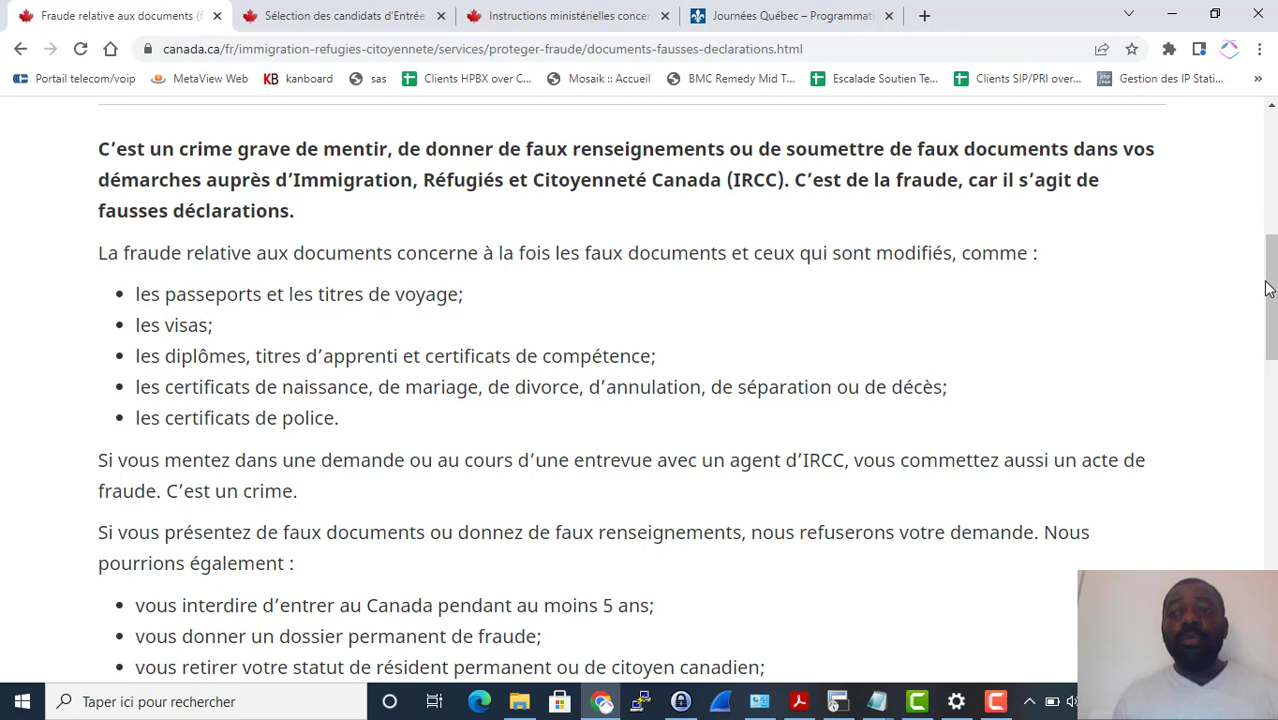 Fraude relative aux documents (f
Sélection des candidats d'Entrée
Instructions ministérielles concer
Journées Québec – Programmati
canada.ca/fr/immigration-refugies-citoyennete/services/proteger-fraude/documents-fausses-declarations.html
Portail telecom/voip
MetaView Web
KB kanboard
sas
Clients HPBX over C...
Mosaik :: Accueil
BMC Remedy Mid T...
Escalade Soutien Te...
Clients SIP/PRI over...
Gestion des IP Stati...
C'est un crime grave de mentir, de donner de faux renseignements ou de soumettre de faux documents dans vos
démarches auprès d'Immigration, Réfugiés et Citoyenneté Canada (IRCC). C'est de la fraude, car il s'agit de
fausses déclarations.
La fraude relative aux documents concerne à la fois les faux documents et ceux qui sont modifiés, comme :
• les passeports et les titres de voyage;
• les visas;
• les diplômes, titres d'apprenti et certificats de compétence;
• les certificats de naissance, de mariage, de divorce, d'annulation, de séparation ou de décès;
• les certificats de police.
Si vous mentez dans une demande ou au cours d'une entrevue avec un agent d'IRCC, vous commettez aussi un acte de
fraude. C'est un crime.
Si vous présentez de faux documents ou donnez de faux renseignements, nous refuserons votre demande. Nous
pourrions également :
• vous interdire d'entrer au Canada pendant au moins 5 ans;
• vous donner un dossier permanent de fraude;
• vous retirer votre statut de résident permanent ou de citoyen canadien;
Taper ici pour rechercher